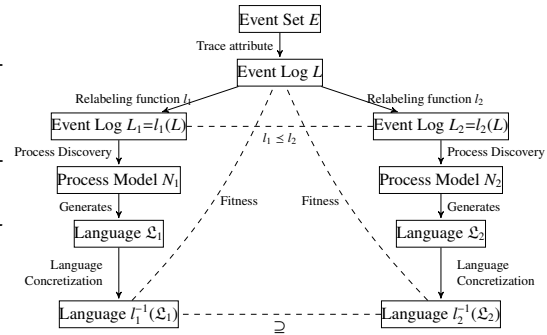 Event Set E
Trace attribute
Event Log L
Relabeling function l₁
Relabeling function l₂
Event Log L₁=l₁(L)
l₁ ≤ l₂
Event Log L₂=l₂(L)
Process Discovery
Process Discovery
Process Model N₁
Process Model N₂
Generates
Fitness
Fitness
Generates
Language 𝔏₁
Language 𝔏₂
Language
Concretization
Language
Concretization
Language l₁⁻¹(𝔏₁)
Language l₂⁻¹(𝔏₂)
⊇